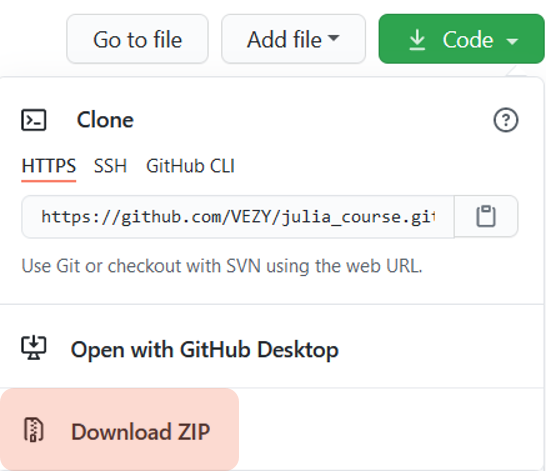 Go to file Add file Code
Clone
HTTPS SSH GitHub CLI
https://github.com/VEZY/julia_course.git
Use Git or checkout with SVN using the web URL.
Open with GitHub Desktop
Download ZIP